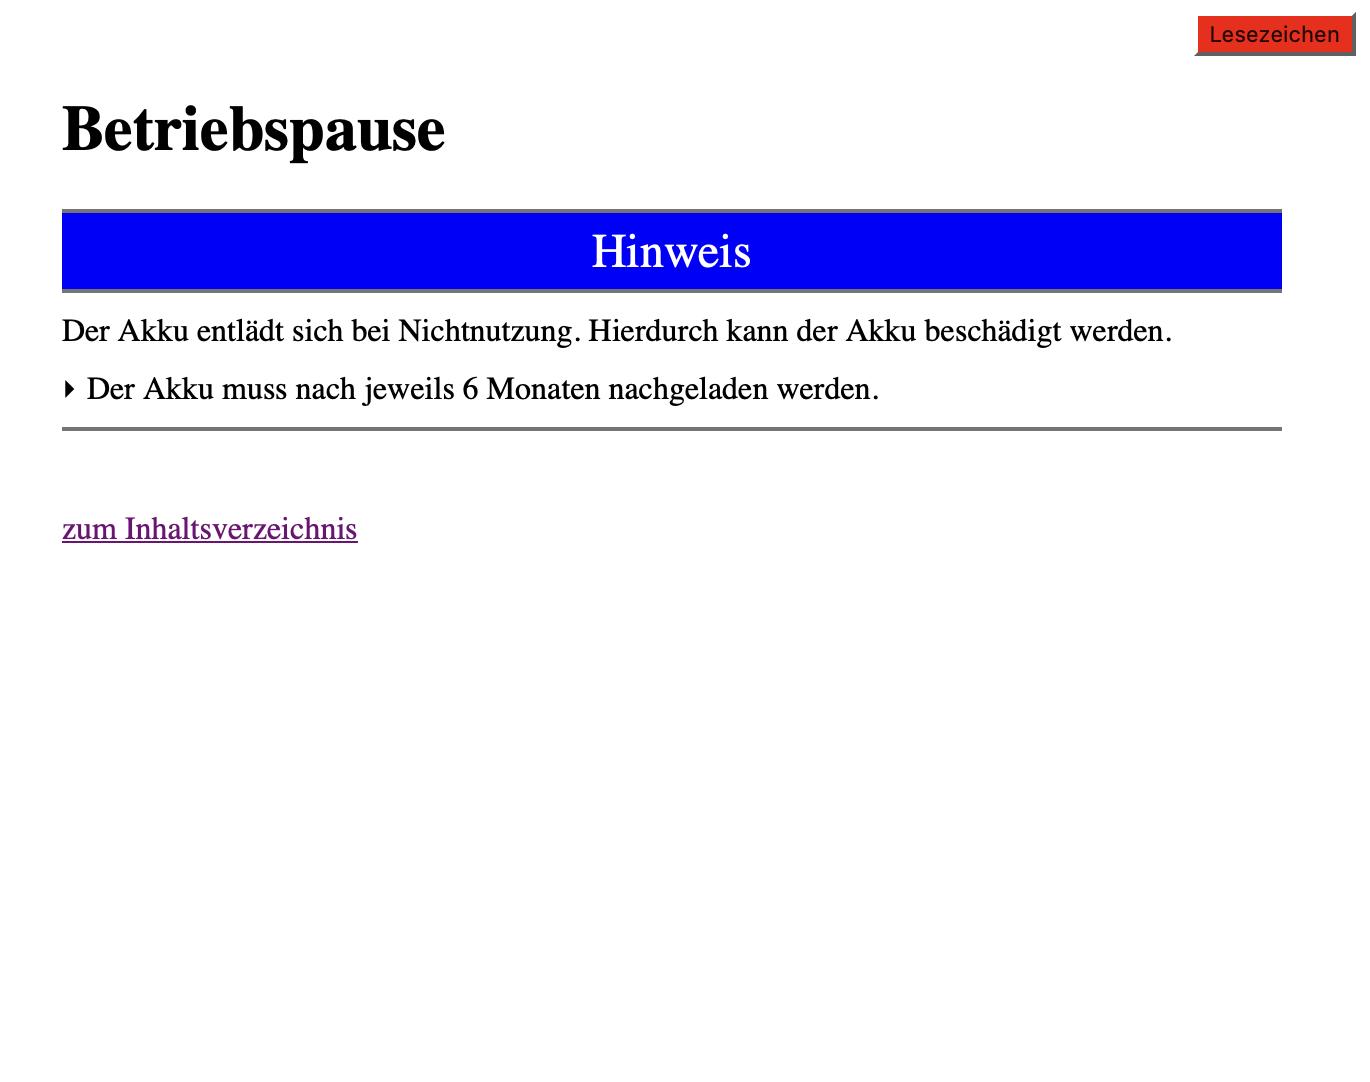 Lesezeichen
Betriebspause
Hinweis
Der Akku entlädt sich bei Nichtnutzung. Hierdurch kann der Akku beschädigt werden.
Der Akku muss nach jeweils 6 Monaten nachgeladen werden.
zum Inhaltsverzeichnis